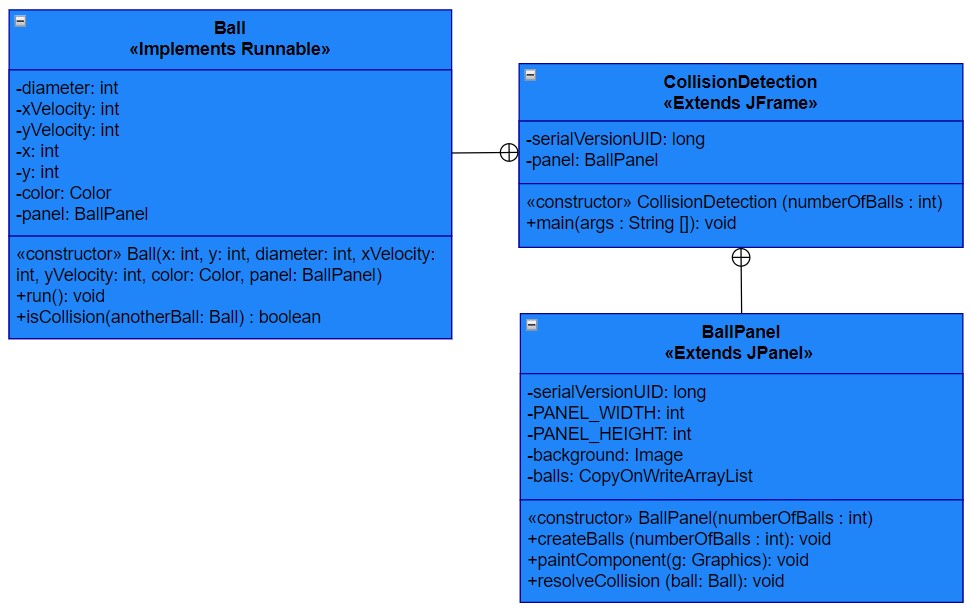 Ball
«Implements Runnable»
-diameter: int
-xVelocity: int
-yVelocity: int
-x: int
-y: int
-color: Color
-panel: BallPanel
«constructor» Ball(x: int, y: int, diameter: int, xVelocity:
int, yVelocity: int, color: Color, panel: BallPanel)
+run(): void
+isCollision(anotherBall: Ball) : boolean
CollisionDetection
«Extends JFrame»
-serialVersionUID: long
-panel: BallPanel
«constructor» CollisionDetection (numberOfBalls : int)
+main(args : String []): void
BallPanel
«Extends JPanel»
-serialVersionUID: long
-PANEL_WIDTH: int
-PANEL_HEIGHT: int
-background: Image
-balls: CopyOnWriteArrayList
«constructor» BallPanel(numberOfBalls : int)
+createBalls (numberOfBalls : int): void
+paintComponent(g: Graphics): void
+resolveCollision (ball: Ball): void